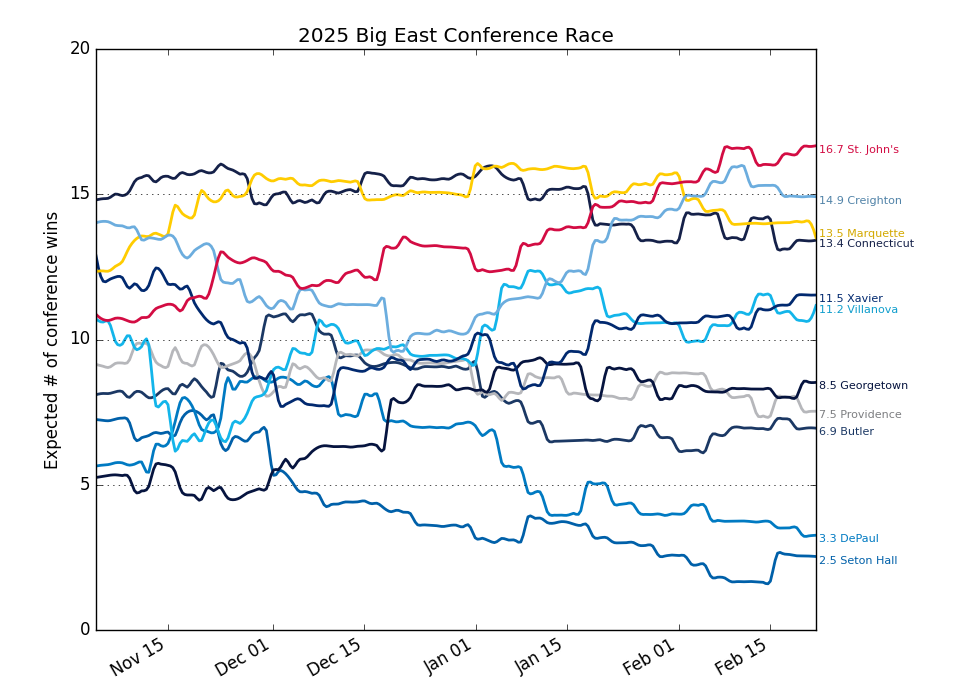 2025 Big East Conference Race
Expected # of conference wins
20
15
10
5
0
Nov 15
Dec 01
Dec 15
Jan 01
Jan 15
Feb 01
Feb 15
16.7 St. John's
14.9 Creighton
13.5 Marquette
13.4 Connecticut
11.5 Xavier
11.2 Villanova
8.5 Georgetown
7.5 Providence
6.9 Butler
3.3 DePaul
2.5 Seton Hall